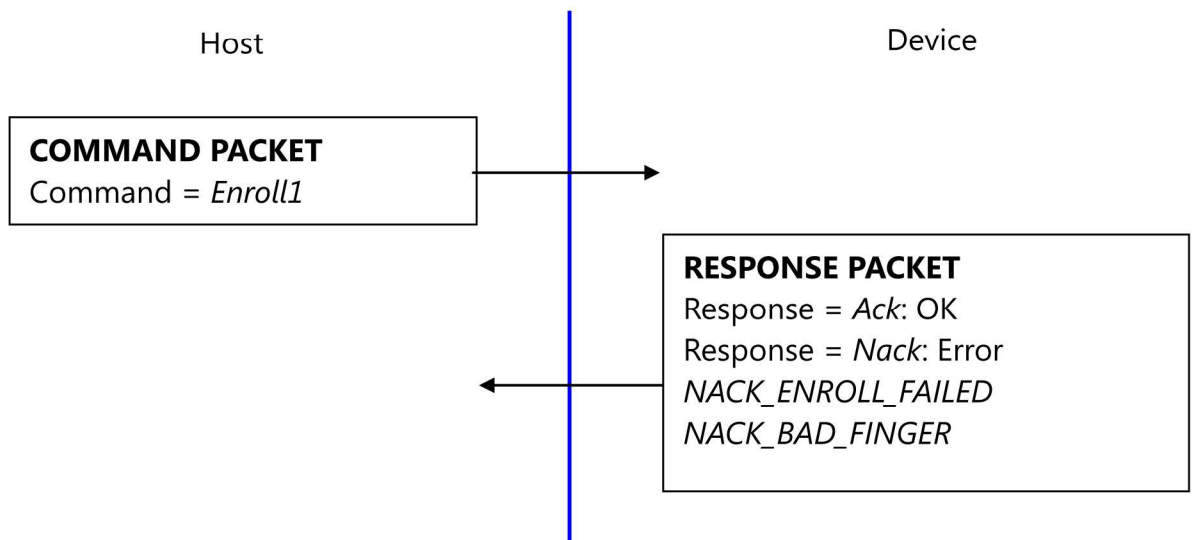 Host
Device
COMMAND PACKET
Command = Enroll1
RESPONSE PACKET
Response = Ack: OK
Response = Nack: Error
NACK_ENROLL_FAILED
NACK_BAD_FINGER